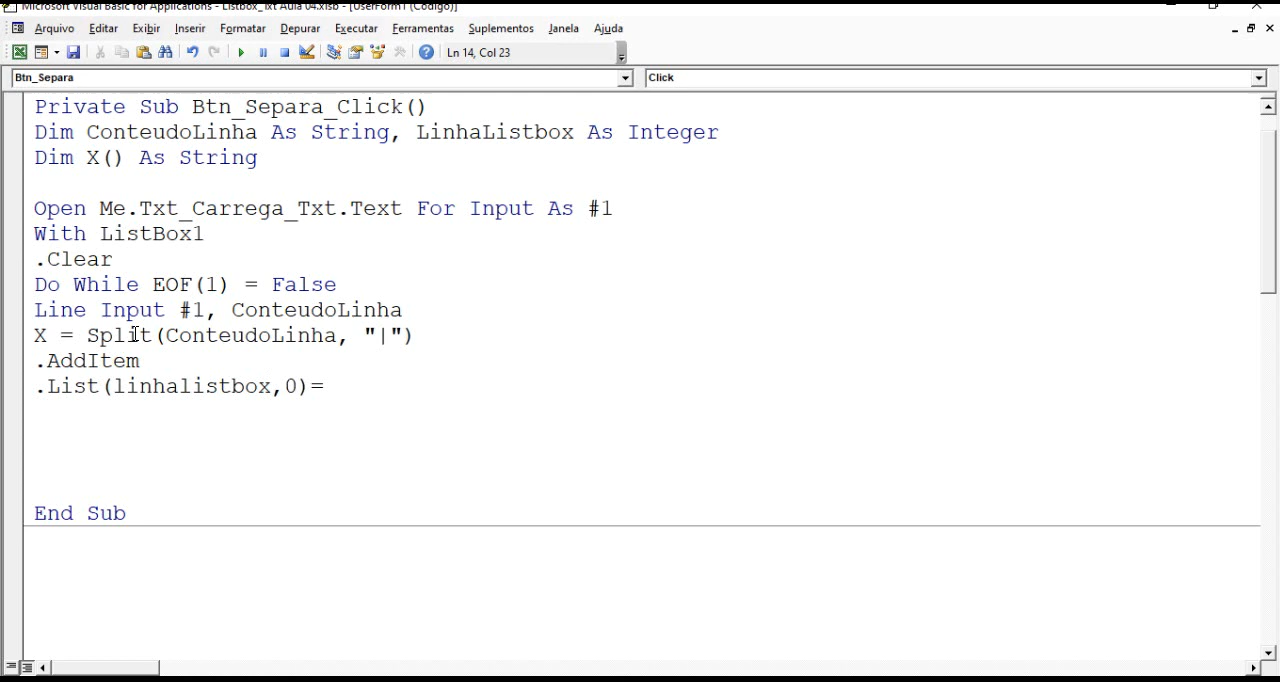 Microsoft Visual Basic for Applications - Listbox_Txt Aula 04.xlsb - [UserForm1 (Código)]
Arquivo Editar Exibir Inserir Formatar Depurar Executar Ferramentas Suplementos Janela Ajuda
Ln 14, Col 23
Btn_Separa Click
Private Sub Btn_Separa_Click()
Dim ConteudoLinha As String, LinhaListbox As Integer
Dim X() As String
Open Me.Txt_Carrega_Txt.Text For Input As #1
With ListBox1
.Clear
Do While EOF(1) = False
Line Input #1, ConteudoLinha
X = Split(ConteudoLinha, "|")
.AddItem
.List(linhalistbox,0)=
End Sub